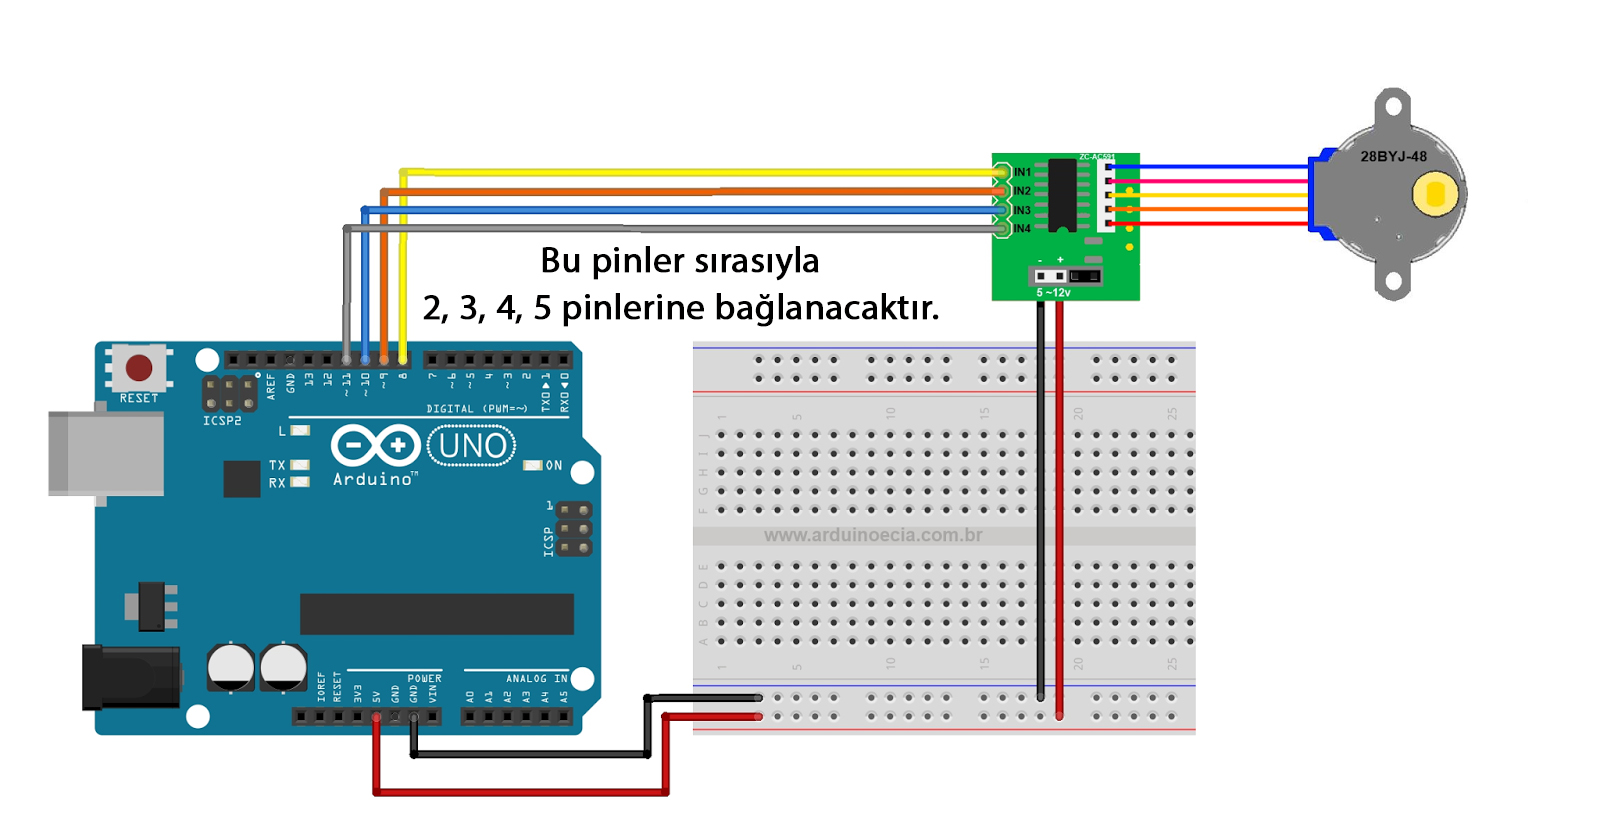 28BYJ-48
ZC-AC591
IN1
IN2
IN3
IN4
- +
5 ~12v
Bu pinler sırasıyla
2, 3, 4, 5 pinlerine bağlanacaktır.
RESET
ICSP2
AREF
GND
13
12
~11
~10
~9
8
7
~6
~5
4
~3
2
TXD 1
RXD 0
DIGITAL (PWM=~)
L
TX
RX
UNO
Arduino™
ON
1
ICSP
IOREF
RESET
3V3
5V
GND
GND
VIN
POWER
ANALOG IN
A0
A1
A2
A3
A4
A5
1 5 10 15 20 25
J
I
H
G
F
www.arduinoecia.com.br
E
D
C
B
A
1 5 10 15 20 25